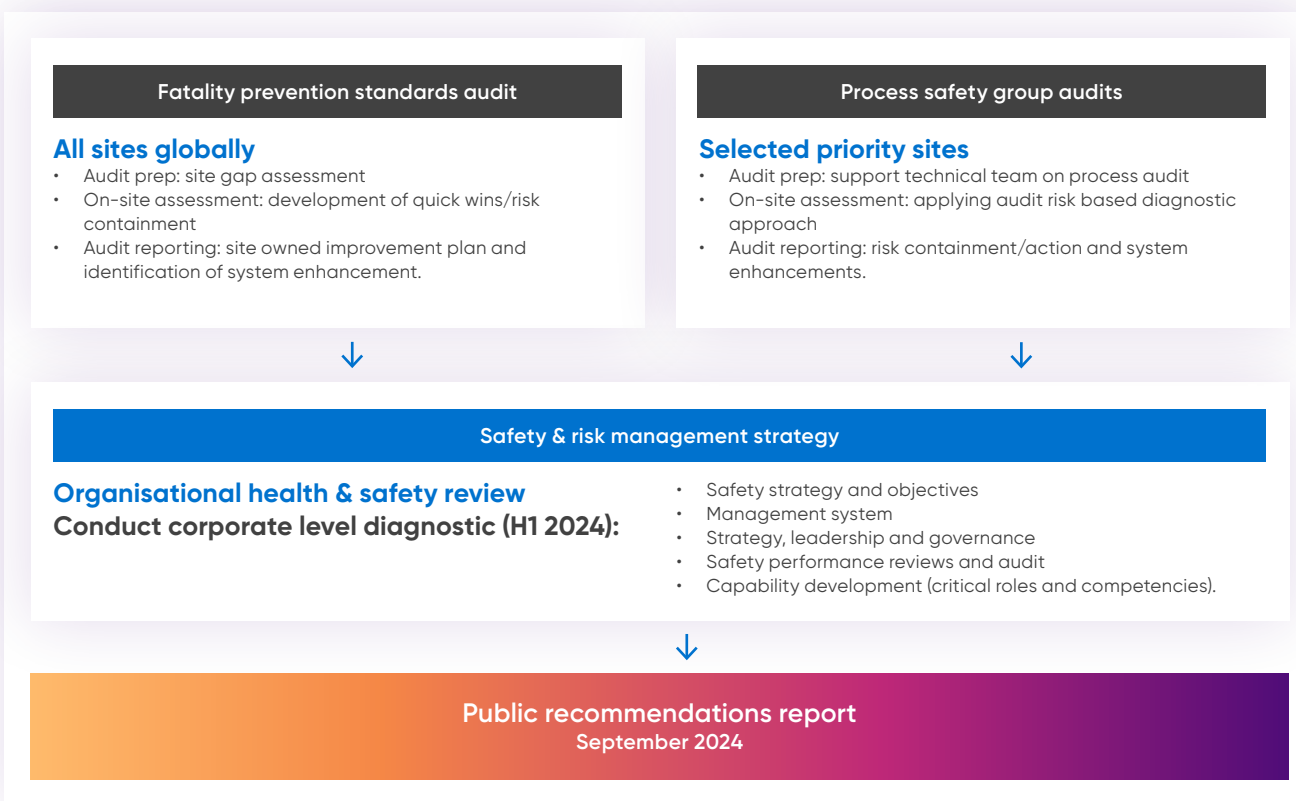 Fatality prevention standards audit
All sites globally
• Audit prep: site gap assessment
• On-site assessment: development of quick wins/risk
containment
• Audit reporting: site owned improvement plan and
identification of system enhancement.
Process safety group audits
Selected priority sites
• Audit prep: support technical team on process audit
• On-site assessment: applying audit risk based diagnostic
approach
• Audit reporting: risk containment/action and system
enhancements.
Safety & risk management strategy
Organisational health & safety review
Conduct corporate level diagnostic (H1 2024):
• Safety strategy and objectives
• Management system
• Strategy, leadership and governance
• Safety performance reviews and audit
• Capability development (critical roles and competencies).
Public recommendations report
September 2024